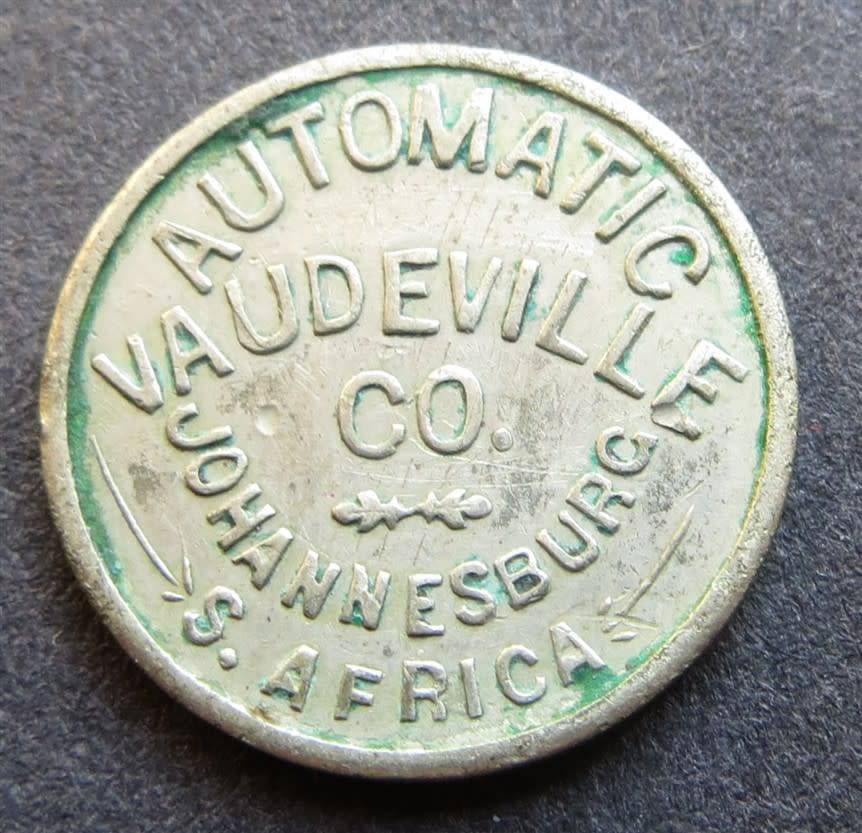 AUTOMATIC
VAUDEVILLE
CO.
JOHANNESBURG
S. AFRICA